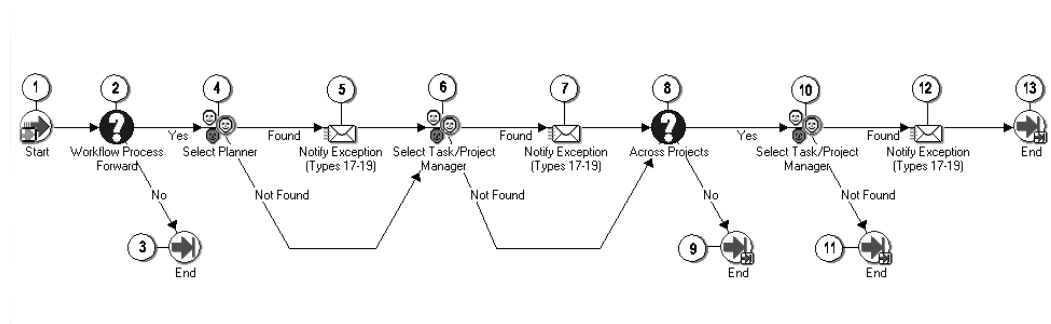 1
2
4
5
6
7
8
10
12
13
Start
Workflow Process
Forward
Yes
Select Planner
Found
Notify Exception
(Types 17-19)
Select Task/Project
Manager
Found
Notify Exception
(Types 17-19)
Across Projects
Yes
Select Task/Project
Manager
Found
Notify Exception
(Types 17-19)
End
No
Not Found
Not Found
No
Not Found
3
End
9
End
11
End